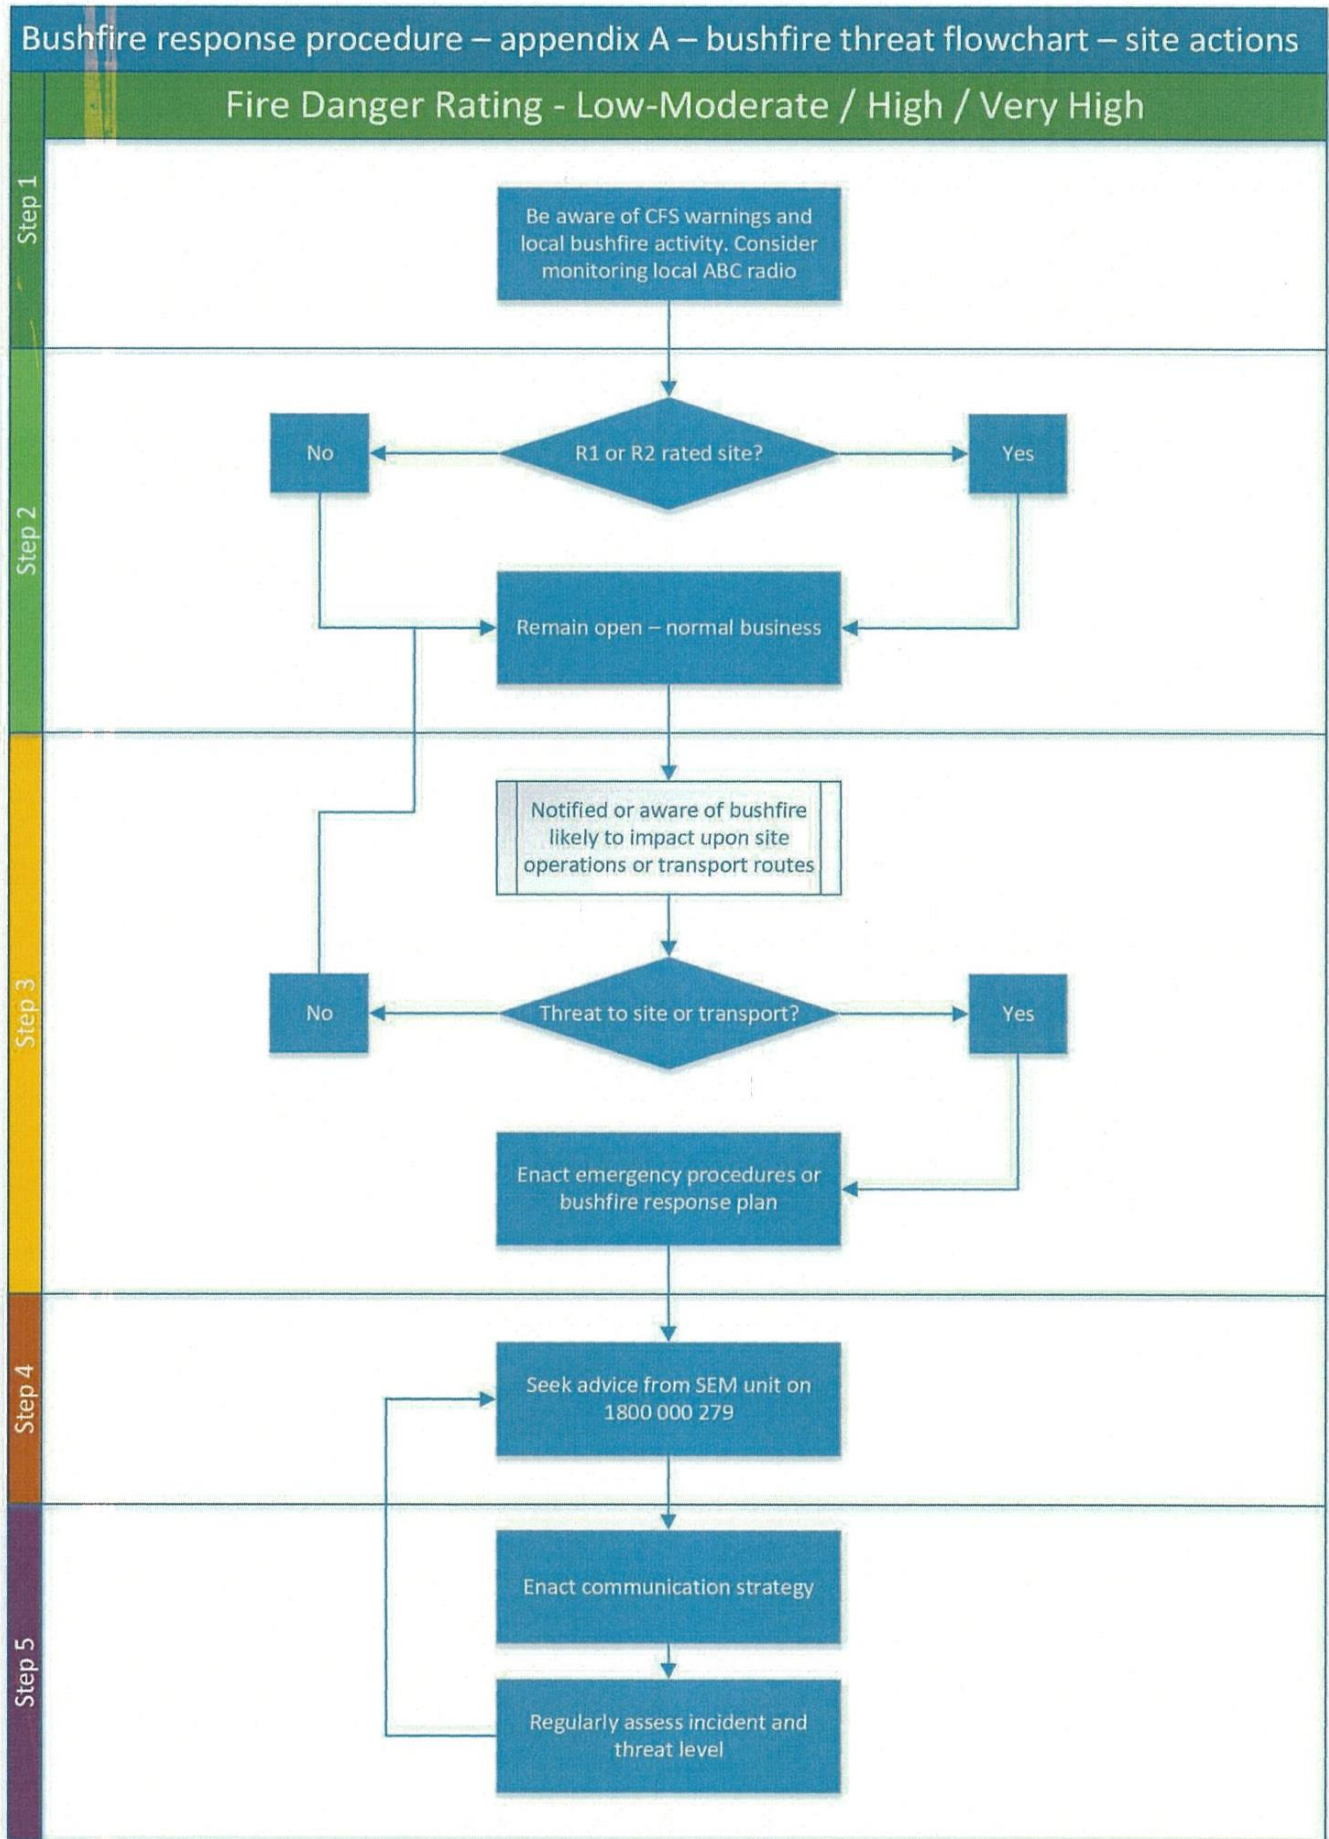 Bushfire response procedure – appendix A – bushfire threat flowchart – site actions
Fire Danger Rating - Low-Moderate / High / Very High
Step 1
Be aware of CFS warnings and
local bushfire activity. Consider
monitoring local ABC radio
Step 2
No
R1 or R2 rated site?
Yes
Remain open – normal business
Step 3
Notified or aware of bushfire
likely to impact upon site
operations or transport routes
No
Threat to site or transport?
Yes
Enact emergency procedures or
bushfire response plan
Step 4
Seek advice from SEM unit on
1800 000 279
Step 5
Enact communication strategy
Regularly assess incident and
threat level